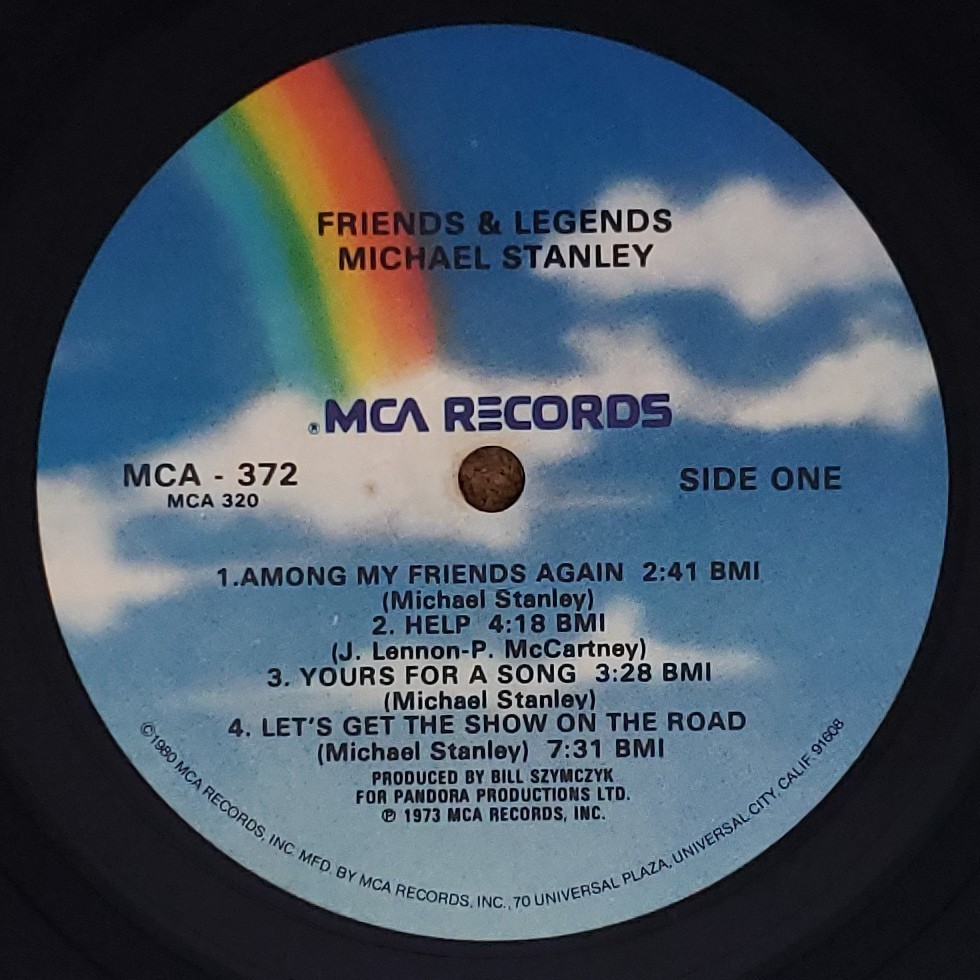 FRIENDS & LEGENDS
MICHAEL STANLEY
®MCA RECORDS
MCA - 372
MCA 320
SIDE ONE
1.AMONG MY FRIENDS AGAIN 2:41 BMI
(Michael Stanley)
2. HELP 4:18 BMI
(J. Lennon-P. McCartney)
3. YOURS FOR A SONG 3:28 BMI
(Michael Stanley)
4. LET'S GET THE SHOW ON THE ROAD
(Michael Stanley) 7:31 BMI
PRODUCED BY BILL SZYMCZYK
FOR PANDORA PRODUCTIONS LTD.
℗ 1973 MCA RECORDS, INC.
©1980 MCA RECORDS, INC. MFD. BY MCA RECORDS, INC., 70 UNIVERSAL PLAZA, UNIVERSAL CITY, CALIF. 91608